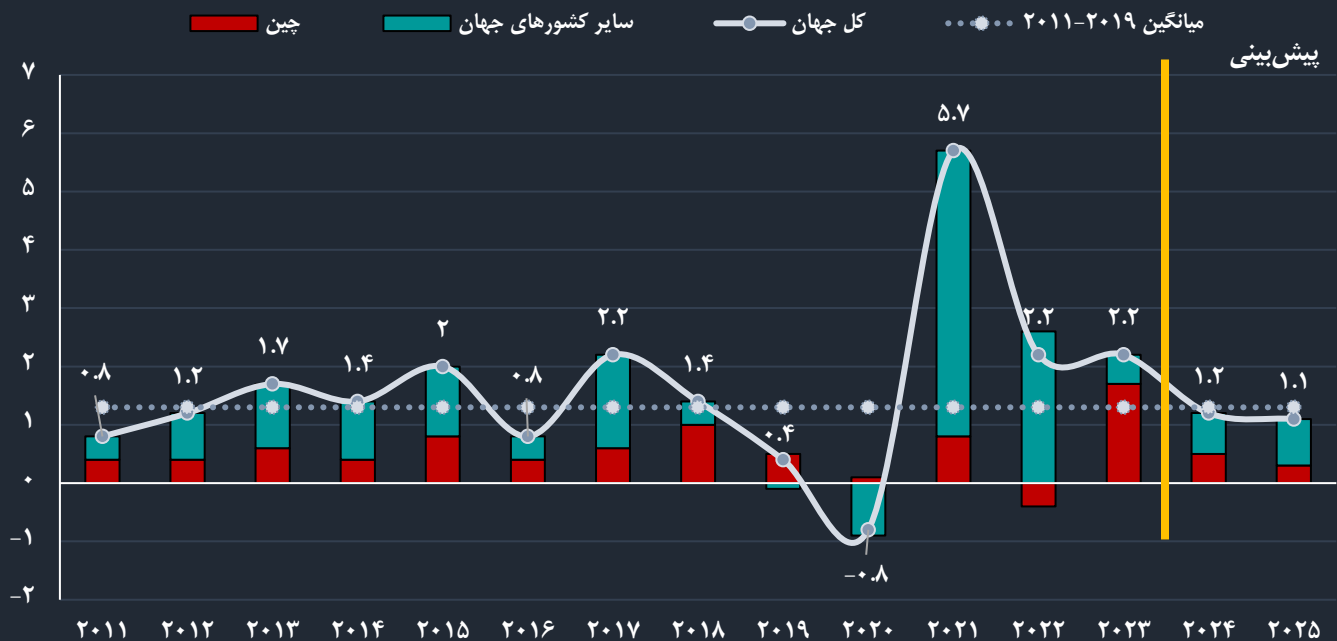 میانگین ۲۰۱۹-۲۰۱۱ کل جهان سایر کشورهای جهان چین
پیش‌بینی
۷
۶
۵
۴
۳
۲
۱
۰
-۱
-۲
۰.۸ ۱.۲ ۱.۷ ۱.۴ ۲ ۰.۸ ۲.۲ ۱.۴ ۰.۴ -۰.۸ ۵.۷ ۲.۲ ۲.۲ ۱.۲ ۱.۱
۲۰۱۱ ۲۰۱۲ ۲۰۱۳ ۲۰۱۴ ۲۰۱۵ ۲۰۱۶ ۲۰۱۷ ۲۰۱۸ ۲۰۱۹ ۲۰۲۰ ۲۰۲۱ ۲۰۲۲ ۲۰۲۳ ۲۰۲۴ ۲۰۲۵